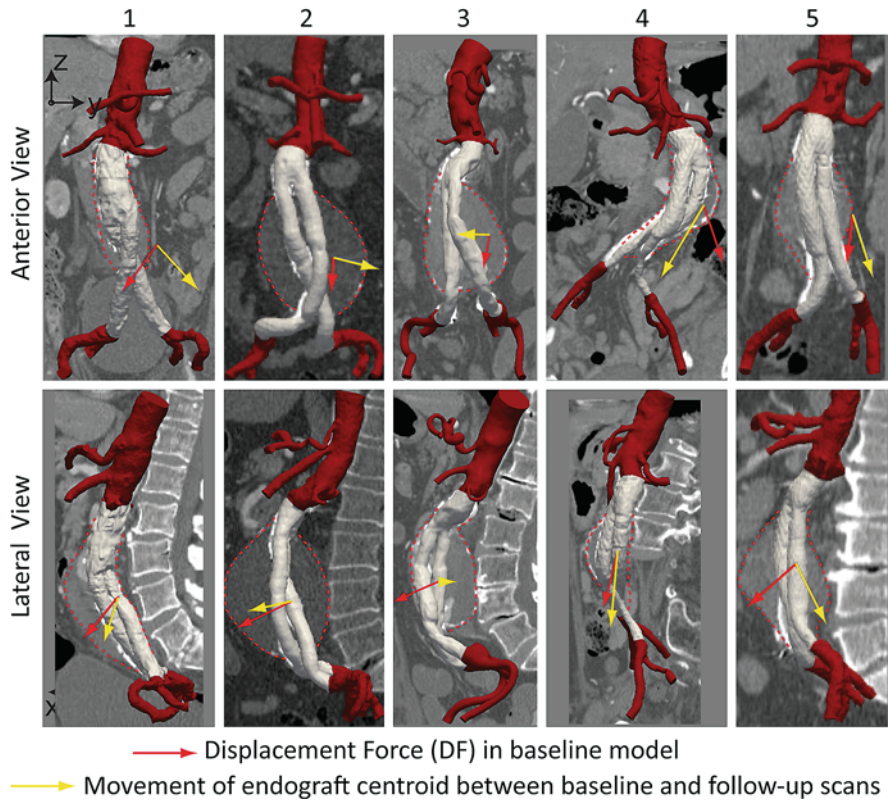 1 2 3 4 5
Z
y
Anterior View
Lateral View
X
Displacement Force (DF) in baseline model
Movement of endograft centroid between baseline and follow-up scans